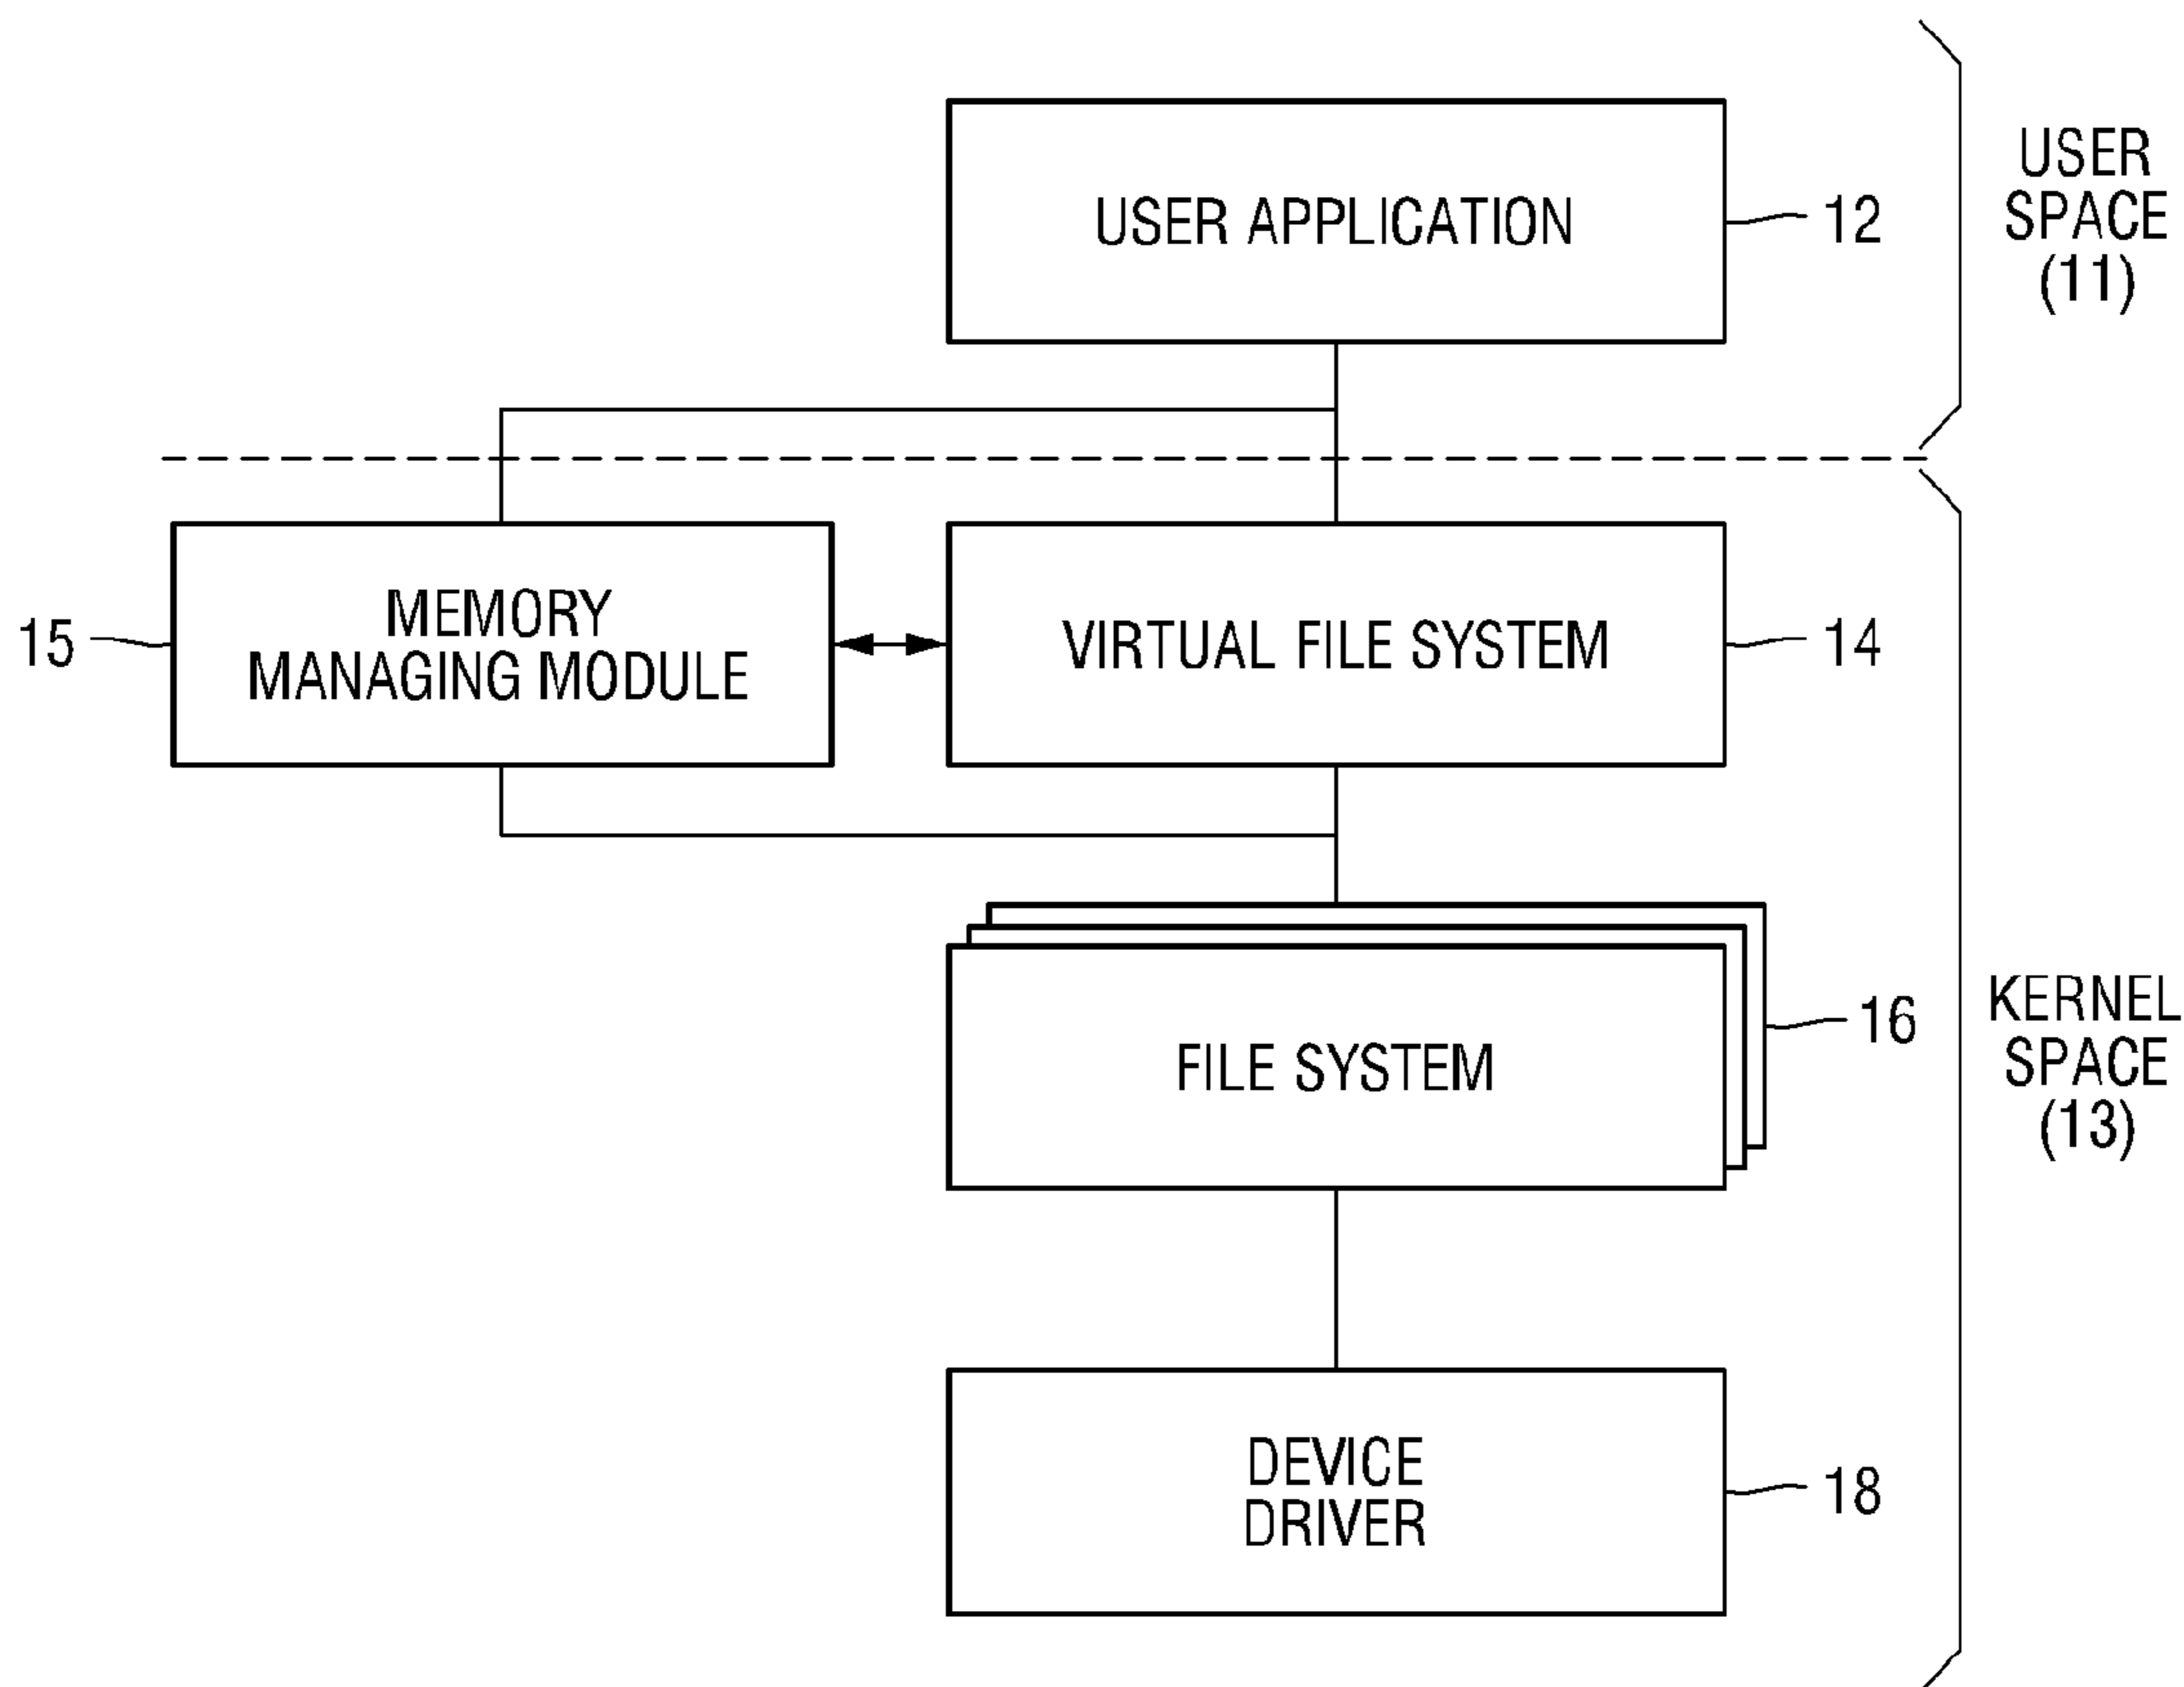 USER APPLICATION
12
USER
SPACE
(11)
15
MEMORY
MANAGING MODULE
VIRTUAL FILE SYSTEM
14
FILE SYSTEM
16
KERNEL
SPACE
(13)
DEVICE
DRIVER
18